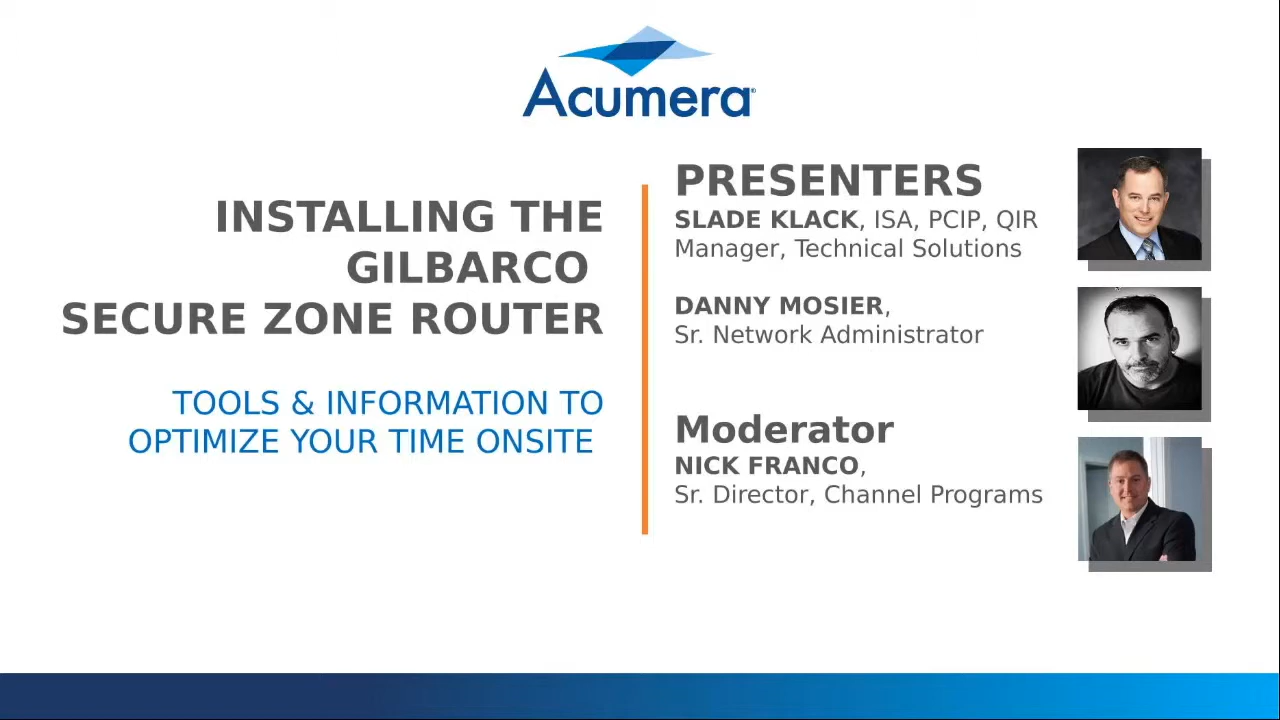 Acumera
INSTALLING THE
GILBARCO
SECURE ZONE ROUTER
TOOLS & INFORMATION TO
OPTIMIZE YOUR TIME ONSITE
PRESENTERS
SLADE KLACK, ISA, PCIP, QIR
Manager, Technical Solutions
DANNY MOSIER,
Sr. Network Administrator
Moderator
NICK FRANCO,
Sr. Director, Channel Programs